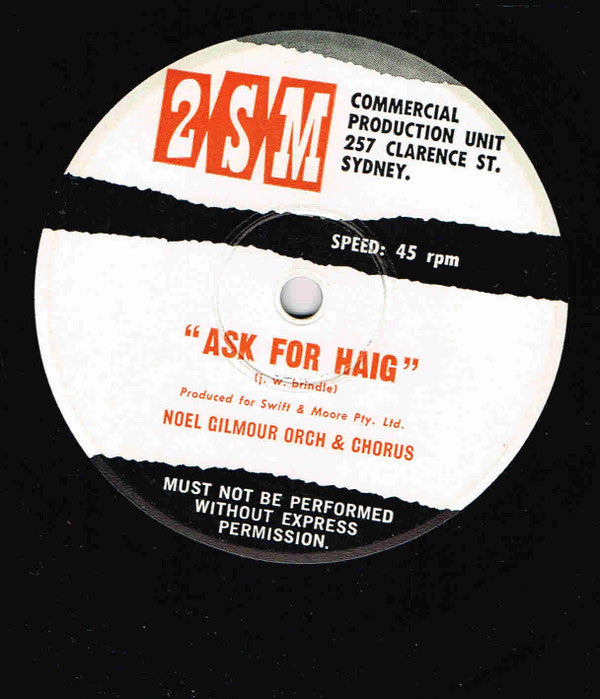 2SM
COMMERCIAL
PRODUCTION UNIT
257 CLARENCE ST.
SYDNEY.
SPEED: 45 rpm
"ASK FOR HAIG"
(j. w. brindle)
Produced for Swift & Moore Pty. Ltd.
NOEL GILMOUR ORCH & CHORUS
MUST NOT BE PERFORMED
WITHOUT EXPRESS
PERMISSION.